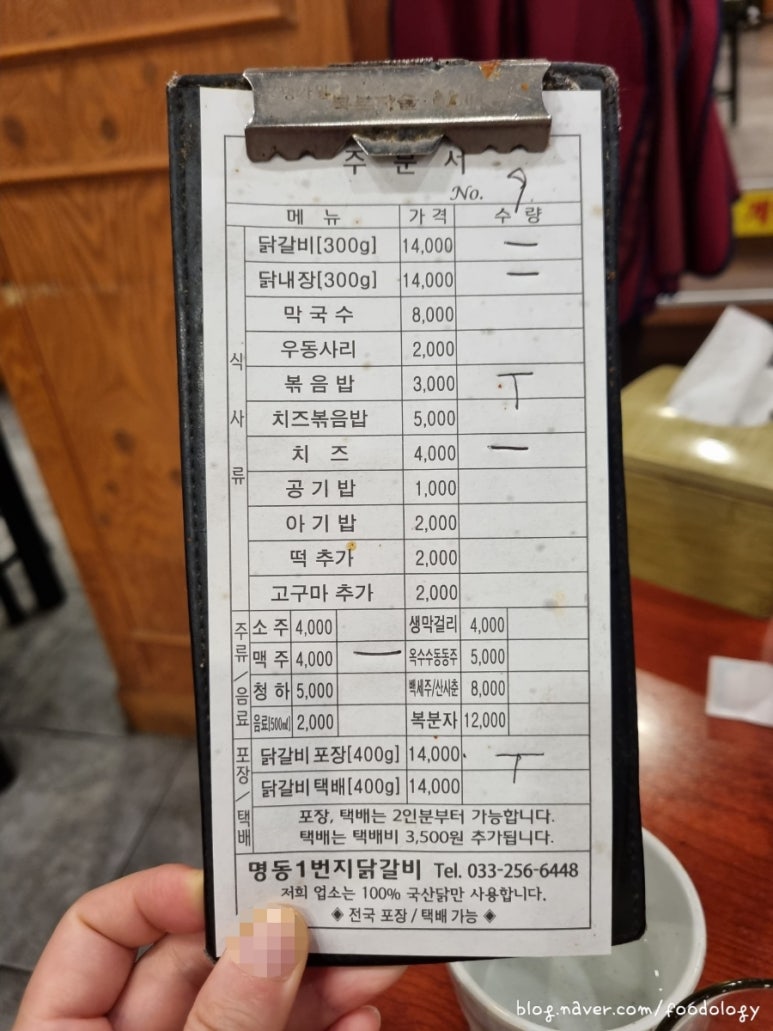 주 문 서
No. 9
메 뉴 가 격 수 량
식 사 류
닭갈비[300g] 14,000 一
닭내장[300g] 14,000 一
막국수 8,000
우동사리 2,000
볶음밥 3,000 T
치즈볶음밥 5,000
치 즈 4,000 一
공기밥 1,000
아기밥 2,000
떡 추가 2,000
고구마 추가 2,000
주류/음료
소 주 4,000 생막걸리 4,000
맥 주 4,000 一 옥수수동동주 5,000
청 하 5,000 백세주/산사춘 8,000
음료(500㎖) 2,000 복분자 12,000
포장/택배
닭갈비 포장[400g] 14,000 T
닭갈비 택배[400g] 14,000
포장, 택배는 2인분부터 가능합니다.
택배는 택배비 3,500원 추가됩니다.
명동1번지닭갈비 Tel. 033-256-6448
저희 업소는 100% 국산닭만 사용합니다.
◈ 전국 포장 / 택배 가능 ◈
blog.naver.com/fo6dology